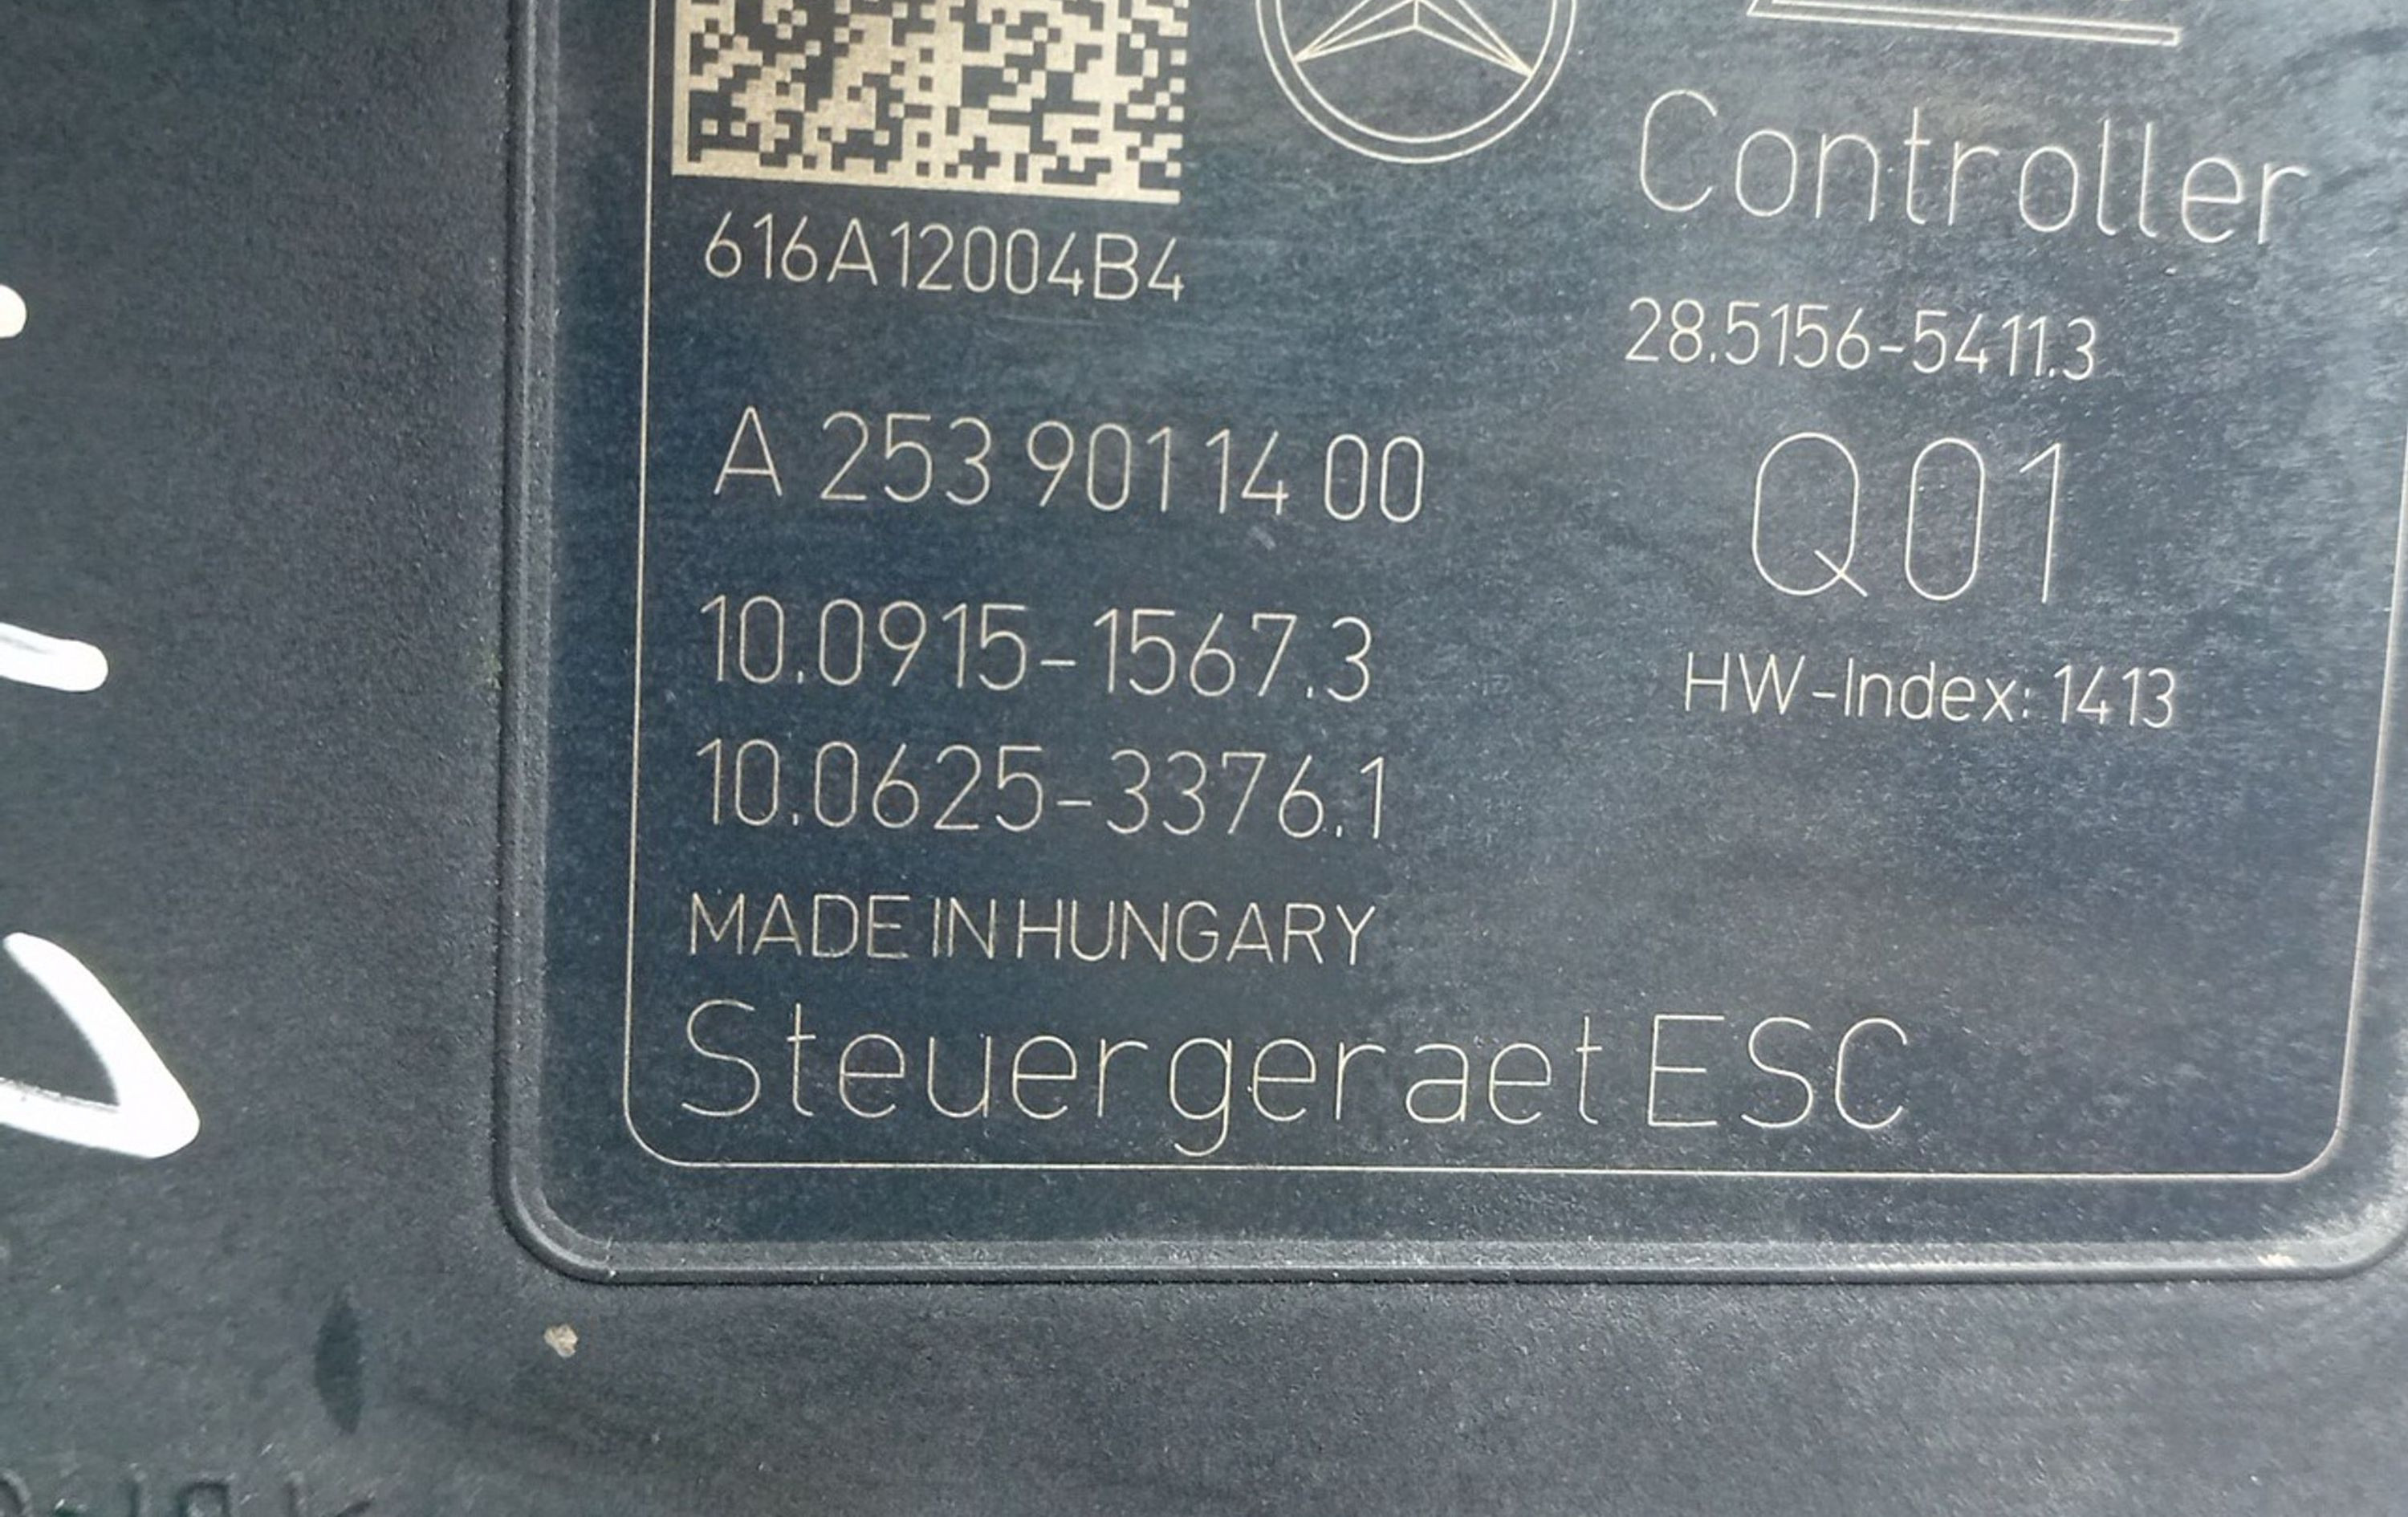 616A12004B4
A 253 901 14 00
10.0915-1567.3
10.0625-3376.1
MADE IN HUNGARY
Steuergeraet ESC
Controller
28.5156-5411.3
Q01
HW-Index: 1413